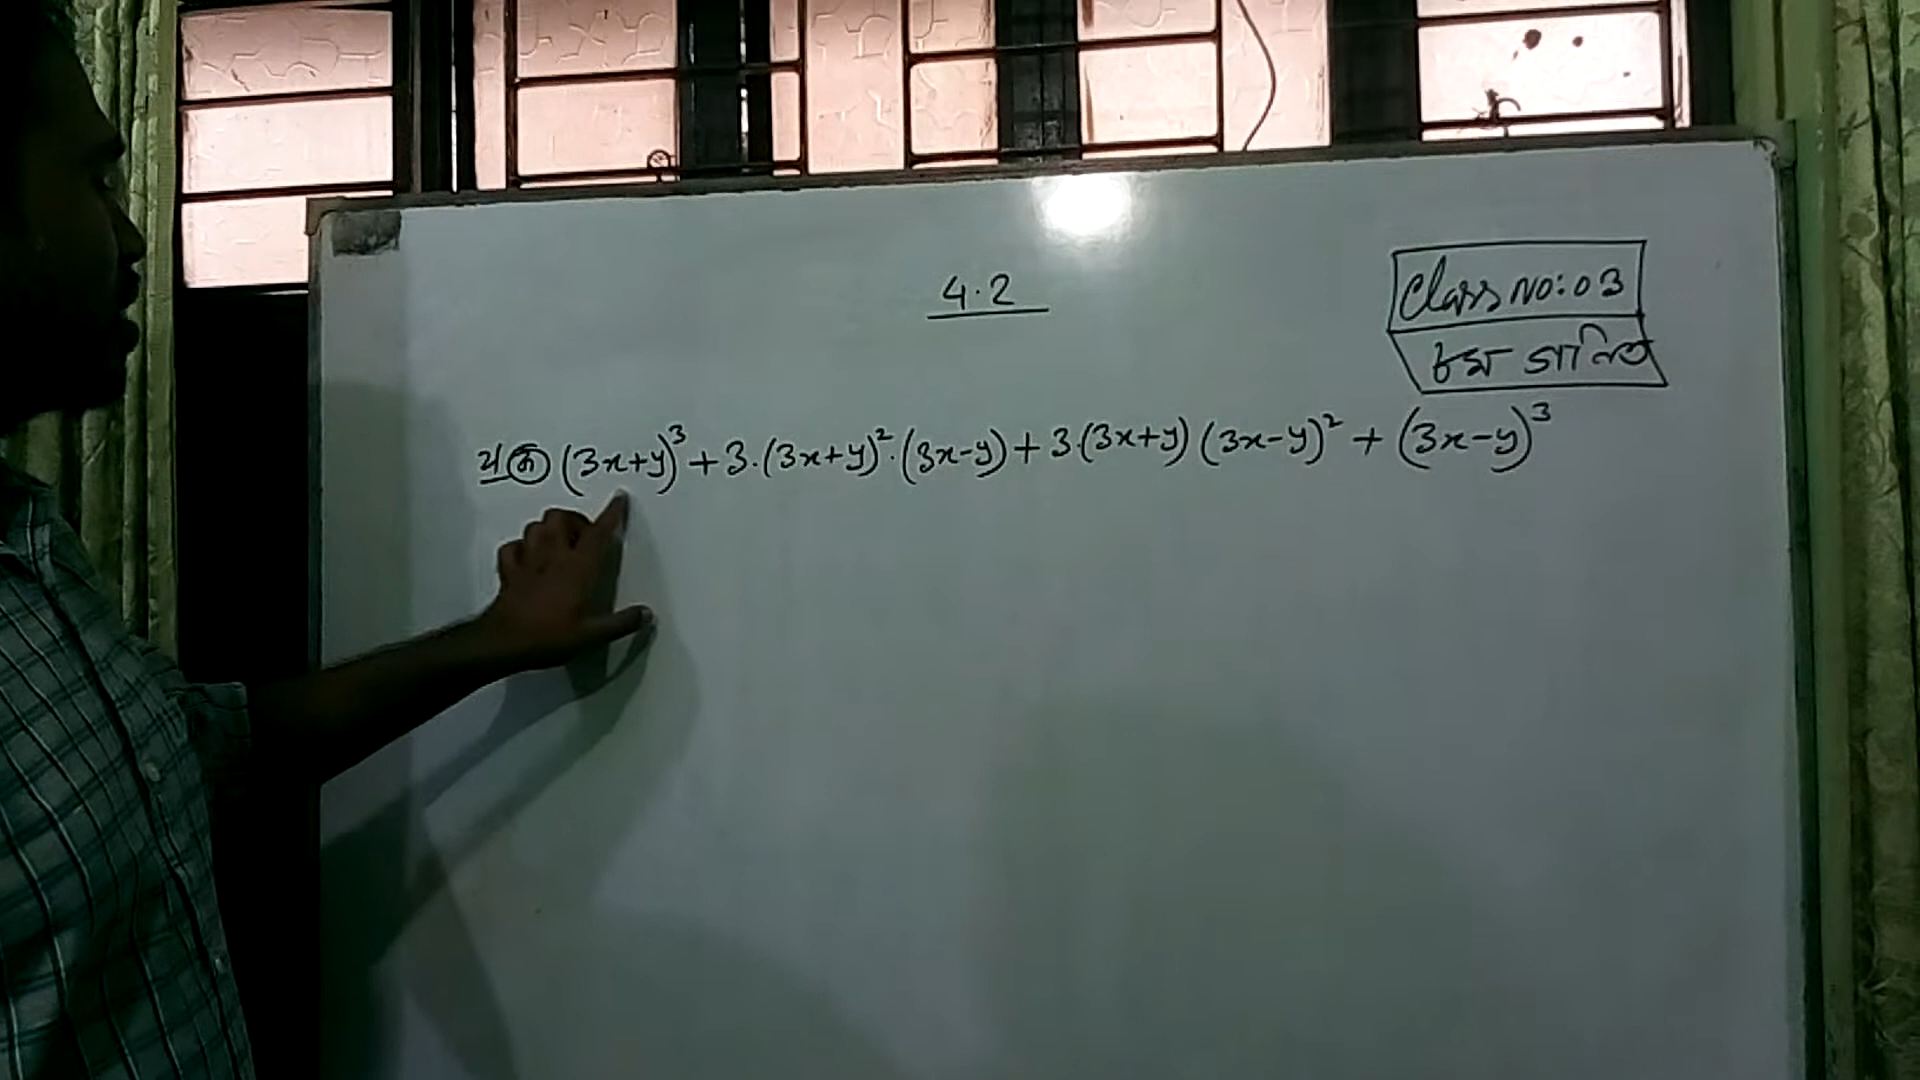 4.2
Class No: 03
৮ম গনিত
২।ক) (3x+y)³ + 3.(3x+y)².(3x-y) + 3.(3x+y)(3x-y)² + (3x-y)³